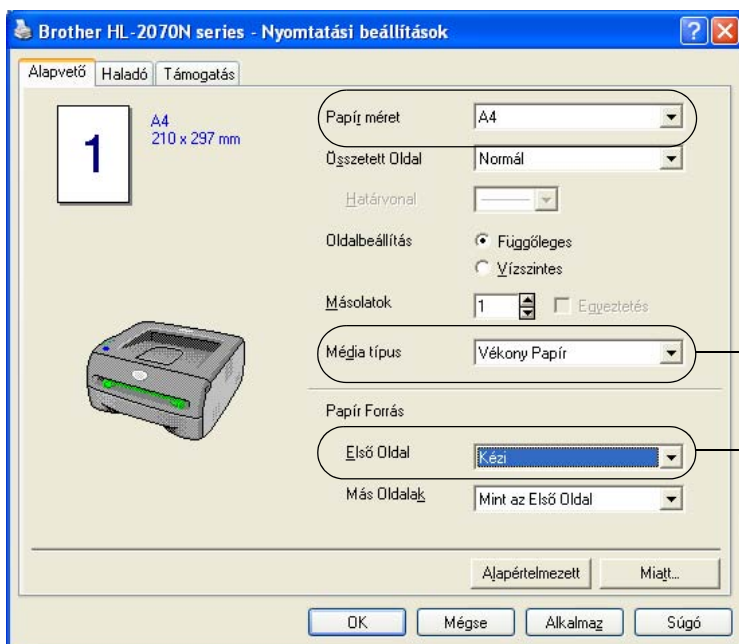 Brother HL-2070N series - Nyomtatási beállítások
Alapvető Haladó Támogatás
1
A4
210 x 297 mm
Papír méret A4
Összetett Oldal Normál
Határvonal
Oldalbeállítás Függőleges
Vízszintes
Másolatok 1 Egyeztetés
Média típus Vékony Papír
Papír Forrás
Első Oldal Kézi
Más Oldalak Mint az Első Oldal
Alapértelmezett Miatt...
OK Mégse Alkalmaz Súgó